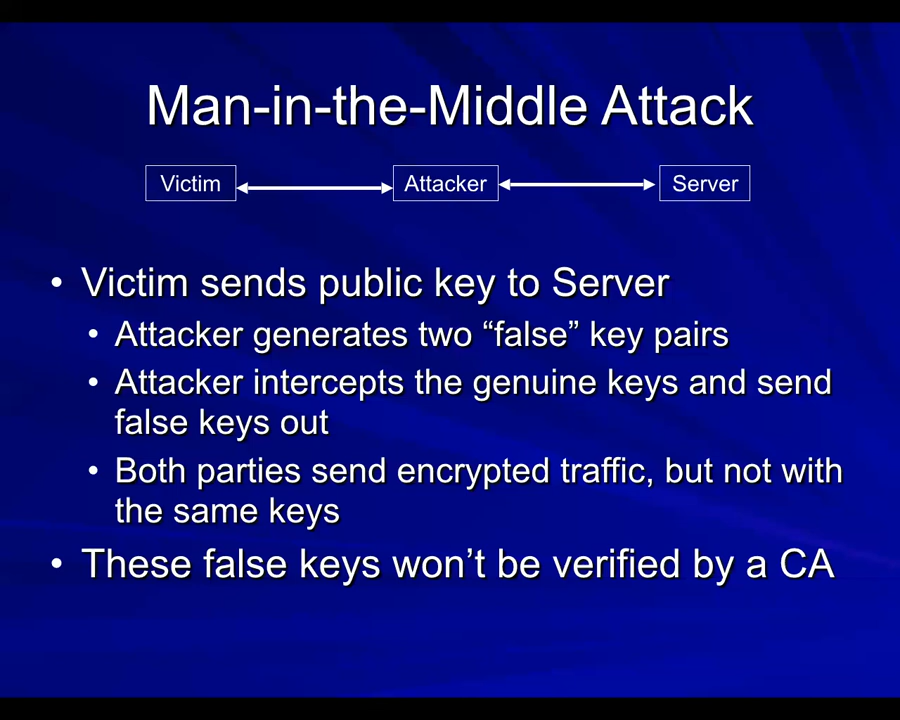 Man-in-the-Middle Attack
Victim
Attacker
Server
• Victim sends public key to Server
• Attacker generates two “false” key pairs
• Attacker intercepts the genuine keys and send
false keys out
• Both parties send encrypted traffic, but not with
the same keys
• These false keys won’t be verified by a CA